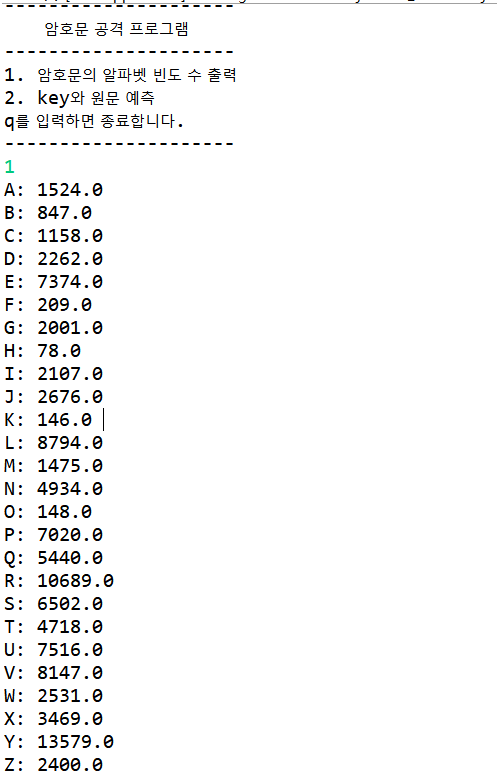 ---------------------
암호문 공격 프로그램
---------------------
1. 암호문의 알파벳 빈도 수 출력
2. key와 원문 예측
q를 입력하면 종료합니다.
---------------------
1
A: 1524.0
B: 847.0
C: 1158.0
D: 2262.0
E: 7374.0
F: 209.0
G: 2001.0
H: 78.0
I: 2107.0
J: 2676.0
K: 146.0
L: 8794.0
M: 1475.0
N: 4934.0
O: 148.0
P: 7020.0
Q: 5440.0
R: 10689.0
S: 6502.0
T: 4718.0
U: 7516.0
V: 8147.0
W: 2531.0
X: 3469.0
Y: 13579.0
Z: 2400.0